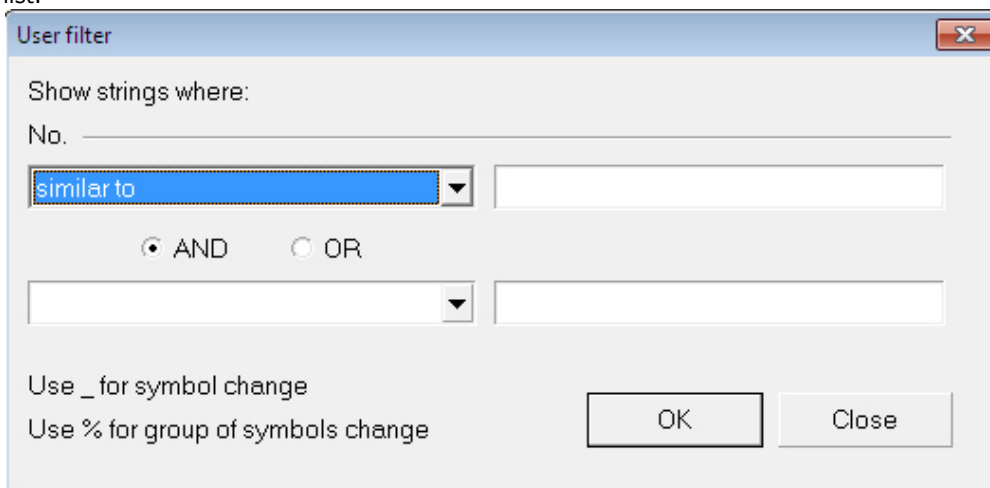 list.
User filter
Show strings where:
No.
similar to
AND OR
Use _ for symbol change
Use % for group of symbols change
OK Close